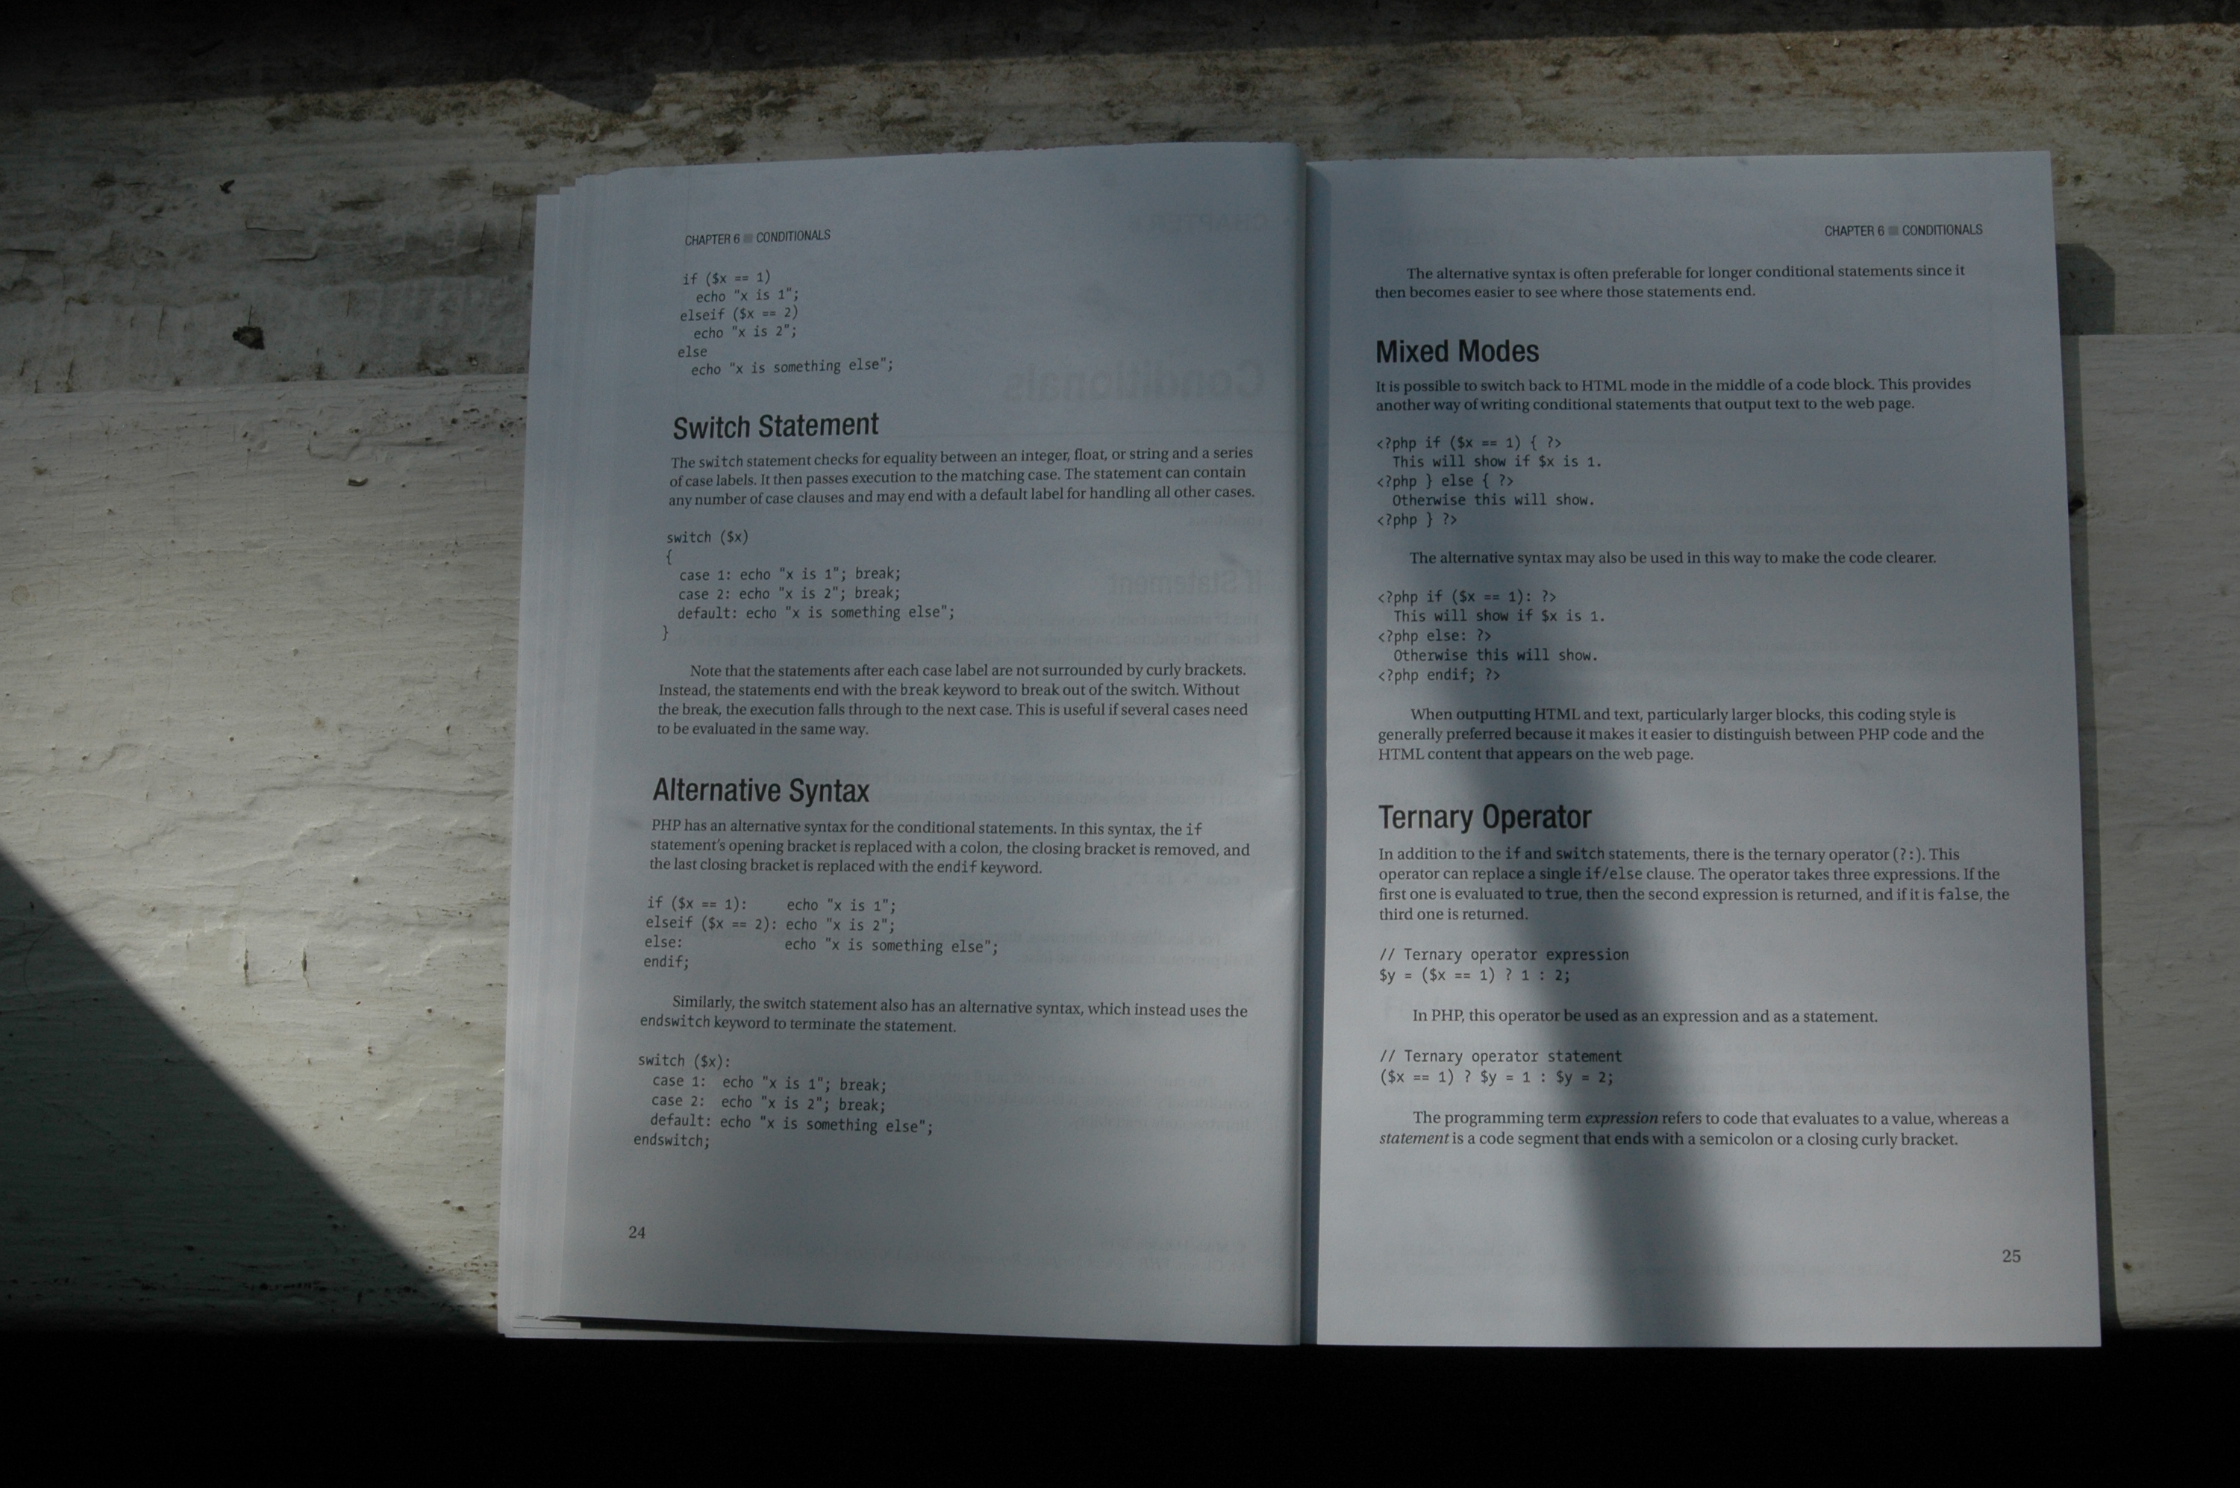 CHAPTER 6 ■ CONDITIONALS
if ($x == 1)
  echo "x is 1";
elseif ($x == 2)
  echo "x is 2";
else
  echo "x is something else";
Switch Statement
The switch statement checks for equality between an integer, float, or string and a series
of case labels. It then passes execution to the matching case. The statement can contain
any number of case clauses and may end with a default label for handling all other cases.
switch ($x)
{
  case 1: echo "x is 1"; break;
  case 2: echo "x is 2"; break;
  default: echo "x is something else";
}
Note that the statements after each case label are not surrounded by curly brackets.
Instead, the statements end with the break keyword to break out of the switch. Without
the break, the execution falls through to the next case. This is useful if several cases need
to be evaluated in the same way.
Alternative Syntax
PHP has an alternative syntax for the conditional statements. In this syntax, the if
statement's opening bracket is replaced with a colon, the closing bracket is removed, and
the last closing bracket is replaced with the endif keyword.
if ($x == 1):     echo "x is 1";
elseif ($x == 2): echo "x is 2";
else:             echo "x is something else";
endif;
Similarly, the switch statement also has an alternative syntax, which instead uses the
endswitch keyword to terminate the statement.
switch ($x):
  case 1:  echo "x is 1"; break;
  case 2:  echo "x is 2"; break;
  default: echo "x is something else";
endswitch;
24
CHAPTER 6 ■ CONDITIONALS
The alternative syntax is often preferable for longer conditional statements since it
then becomes easier to see where those statements end.
Mixed Modes
It is possible to switch back to HTML mode in the middle of a code block. This provides
another way of writing conditional statements that output text to the web page.
<?php if ($x == 1) { ?>
  This will show if $x is 1.
<?php } else { ?>
  Otherwise this will show.
<?php } ?>
The alternative syntax may also be used in this way to make the code clearer.
<?php if ($x == 1): ?>
  This will show if $x is 1.
<?php else: ?>
  Otherwise this will show.
<?php endif; ?>
When outputting HTML and text, particularly larger blocks, this coding style is
generally preferred because it makes it easier to distinguish between PHP code and the
HTML content that appears on the web page.
Ternary Operator
In addition to the if and switch statements, there is the ternary operator (?:). This
operator can replace a single if/else clause. The operator takes three expressions. If the
first one is evaluated to true, then the second expression is returned, and if it is false, the
third one is returned.
// Ternary operator expression
$y = ($x == 1) ? 1 : 2;
In PHP, this operator be used as an expression and as a statement.
// Ternary operator statement
($x == 1) ? $y = 1 : $y = 2;
The programming term expression refers to code that evaluates to a value, whereas a
statement is a code segment that ends with a semicolon or a closing curly bracket.
25